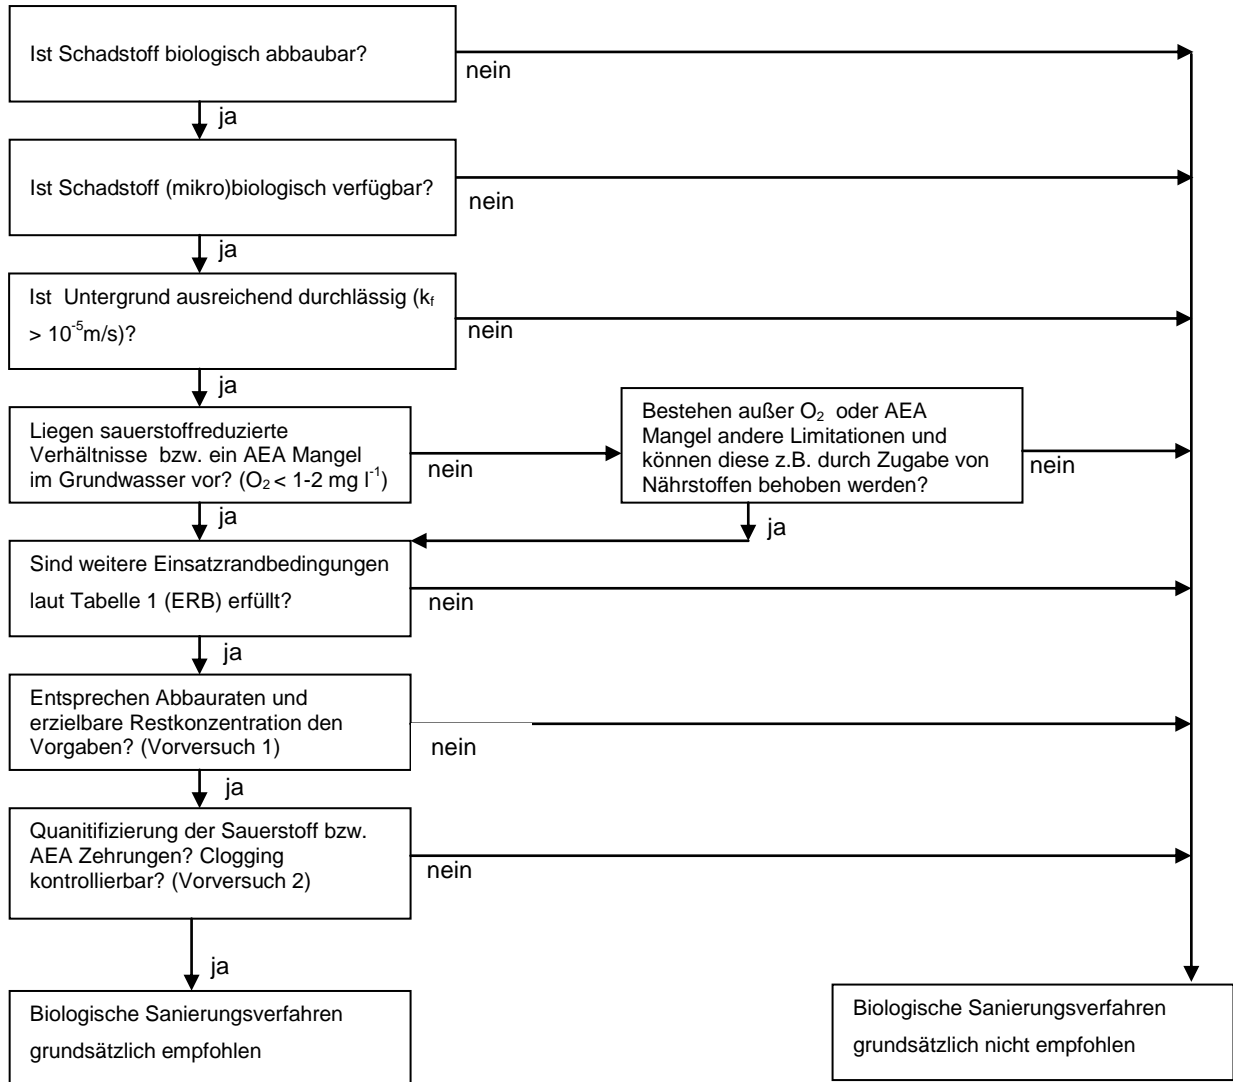 Ist Schadstoff biologisch abbaubar?
nein
ja
Ist Schadstoff (mikro)biologisch verfügbar?
nein
ja
Ist Untergrund ausreichend durchlässig (kf
> 10-5m/s)?
nein
ja
Liegen sauerstoffreduzierte
Verhältnisse bzw. ein AEA Mangel
im Grundwasser vor? (O2 < 1-2 mg l-1)
nein
Bestehen außer O2 oder AEA
Mangel andere Limitationen und
können diese z.B. durch Zugabe von
Nährstoffen behoben werden?
nein
ja
ja
Sind weitere Einsatzrandbedingungen
laut Tabelle 1 (ERB) erfüllt?
nein
ja
Entsprechen Abbauraten und
erzielbare Restkonzentration den
Vorgaben? (Vorversuch 1)
nein
ja
Quanitifizierung der Sauerstoff bzw.
AEA Zehrungen? Clogging
kontrollierbar? (Vorversuch 2)
nein
ja
Biologische Sanierungsverfahren
grundsätzlich empfohlen
Biologische Sanierungsverfahren
grundsätzlich nicht empfohlen